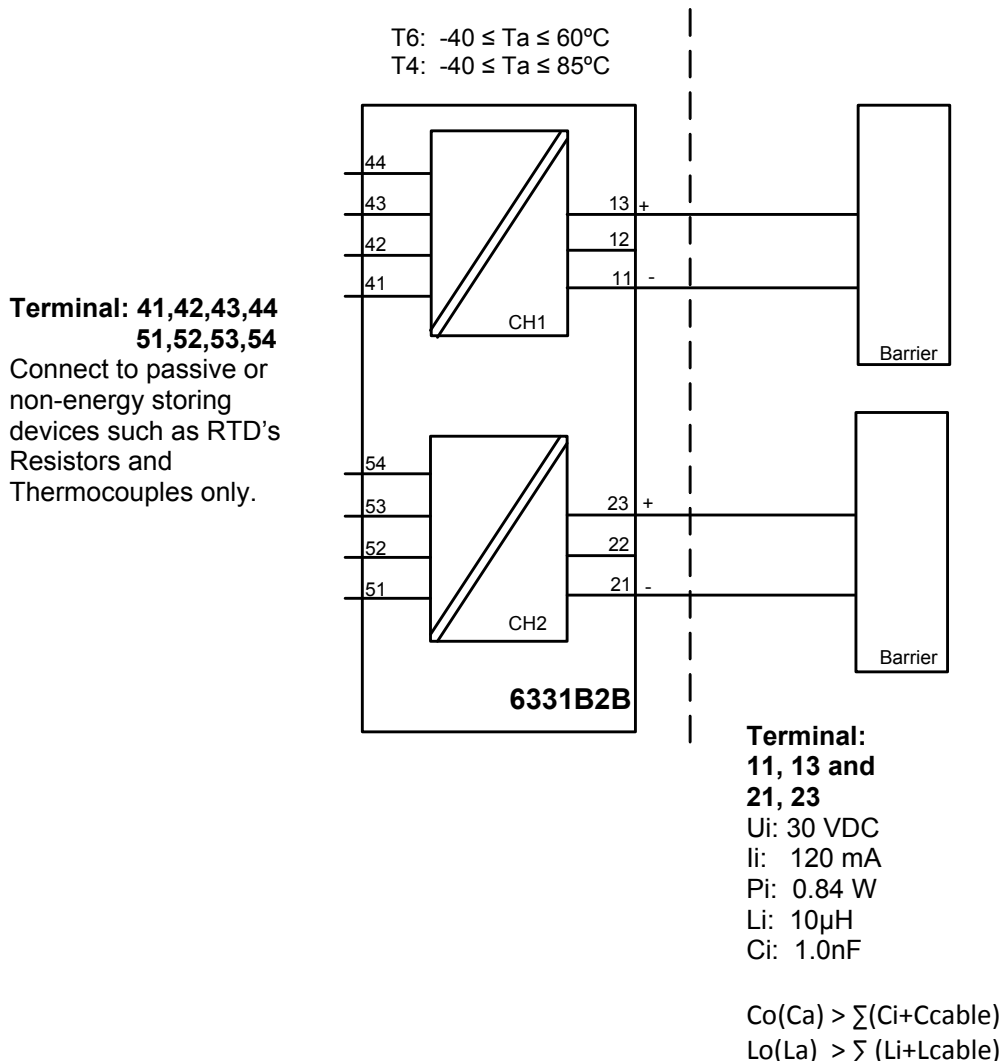 T6: -40 ≤ Ta ≤ 60ºC
T4: -40 ≤ Ta ≤ 85ºC
44
43
42
41
13 +
12
11 -
CH1
Barrier
Terminal: 41,42,43,44
51,52,53,54
Connect to passive or
non-energy storing
devices such as RTD's
Resistors and
Thermocouples only.
54
53
52
51
23 +
22
21 -
CH2
Barrier
6331B2B
Terminal:
11, 13 and
21, 23
Ui: 30 VDC
Ii: 120 mA
Pi: 0.84 W
Li: 10µH
Ci: 1.0nF
Co(Ca) > ∑(Ci+Ccable)
Lo(La) > ∑ (Li+Lcable)